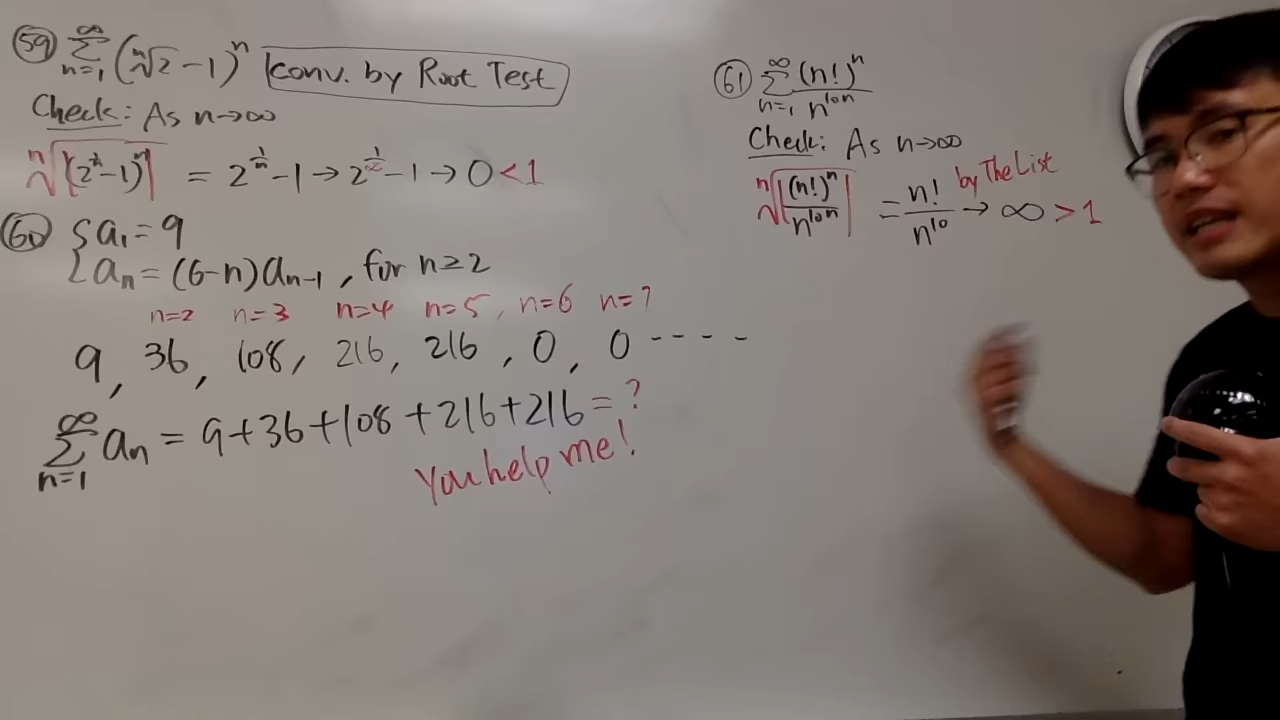 59 ∞ Σ n=1 (ⁿ√2 - 1)ⁿ conv. by Root Test
Check: As n→∞
ⁿ√|(2^(1/n) - 1)ⁿ| = 2^(1/n) - 1 → 2^(1/∞) - 1 → 0 < 1
60 { a₁ = 9
aₙ = (6-n)aₙ₋₁, for n≥2
n=2 n=3 n=4 n=5, n=6 n=7
9, 36, 108, 216, 216, 0, 0 ----
∞ Σ n=1 aₙ = 9+36+108+216+216 = ?
You help me!
61 ∞ Σ n=1 (n!)ⁿ / n^(10n)
Check: As n→∞
ⁿ√|(n!)ⁿ / n^(10n)| = n! / n^10 → ∞ > 1
by The List